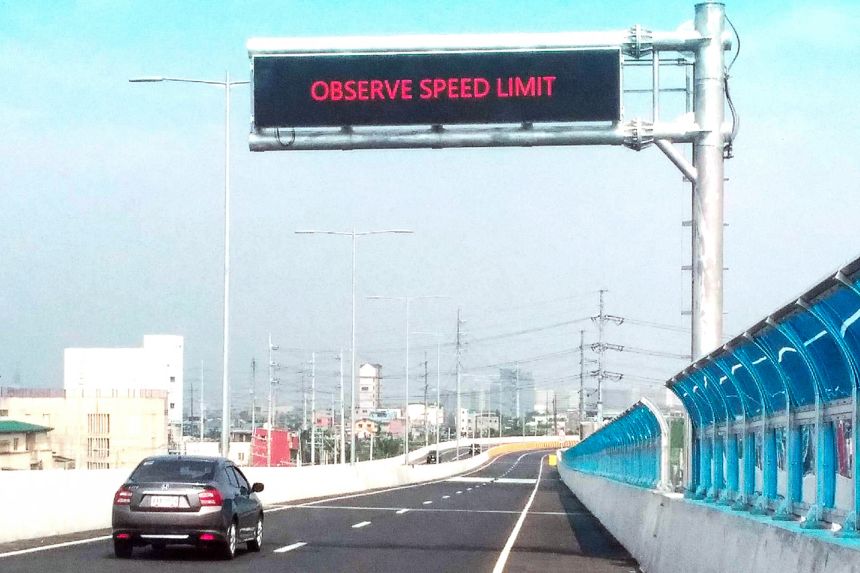 OBSERVE SPEED LIMIT